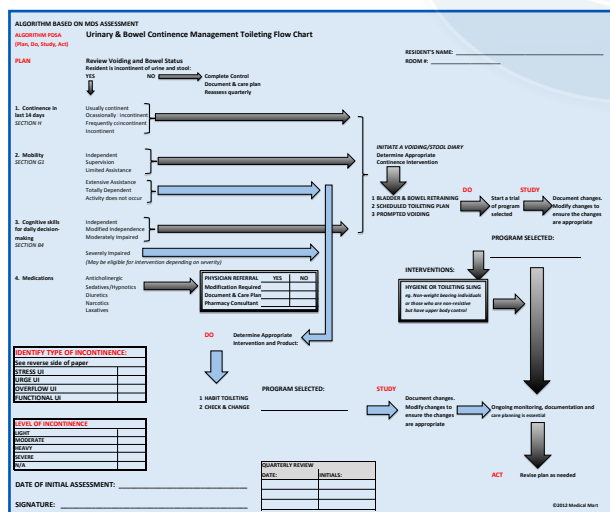 ALGORITHM BASED ON MDS ASSESSMENT
ALGORITHM PDSA
(Plan, Do, Study, Act)
Urinary & Bowel Continence Management Toileting Flow Chart
RESIDENT'S NAME:
ROOM #:
PLAN
Review Voiding and Bowel Status
Resident is incontinent of urine and stool:
YES NO
Complete Control
Document & care plan
Reassess quarterly
1. Continence in
last 14 days
SECTION H
Usually continent
Ocassionally incontinent
Frequently coincontinent
Incontinent
2. Mobility
SECTION G1
Independent
Supervision
Limited Assistance
Extensive Assistance
Totally Dependent
Activity does not occur
INITIATE A VOIDING/STOOL DIARY
Determine Appropriate
Continence Intervention
1 BLADDER & BOWEL RETRAINING
2 SCHEDULED TOILETING PLAN
3 PROMPTED VOIDING
DO
Start a trial
of program
selected
STUDY
Document changes.
Modify changes to
ensure the changes
are appropriate
3. Cognitive skills
for daily decision-
making
SECTION B4
Independent
Modified Independence
Moderately Impaired
Severely Impaired
(May be eligible for intervention depending on severity)
PROGRAM SELECTED:
4. Medications
Anticholinergic
Sedatives/Hypnotics
Diuretics
Narcotics
Laxatives
PHYSICIAN REFERRAL YES NO
Modification Required
Document & Care Plan
Pharmacy Consultant
INTERVENTIONS:
HYGIENE OR TOILETING SLING
eg. Non-weight bearing individuals
or those who are non-resistive
but have upper body control
DO
Determine Appropriate
Intervention and Product:
IDENTIFY TYPE OF INCONTINENCE:
See reverse side of paper
STRESS UI
URGE UI
OVERFLOW UI
FUNCTIONAL UI
1 HABIT TOILETING
2 CHECK & CHANGE
PROGRAM SELECTED:
STUDY
Document changes.
Modify changes to
ensure the changes
are appropriate
Ongoing monitoring, documentation and
care planning is essential
LEVEL OF INCONTINENCE
LIGHT
MODERATE
HEAVY
SEVERE
N/A
QUARTERLY REVIEW
DATE: INITIALS:
ACT
Revise plan as needed
DATE OF INITIAL ASSESSMENT:
SIGNATURE:
©2012 Medical Mart